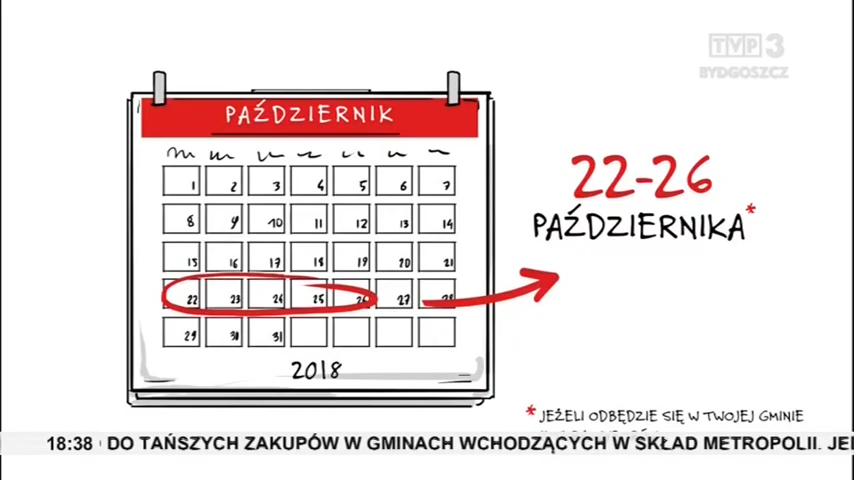 TVP3
BYDGOSZCZ
PAŹDZIERNIK
1 2 3 4 5 6 7
8 9 10 11 12 13 14
15 16 17 18 19 20 21
22 23 24 25 26 27 28
29 30 31
2018
22-26
PAŹDZIERNIKA*
* JEŻELI ODBĘDZIE SIĘ W TWOJEJ GMINIE
18:38 DO TAŃSZYCH ZAKUPÓW W GMINACH WCHODZĄCYCH W SKŁAD METROPOLII. JE